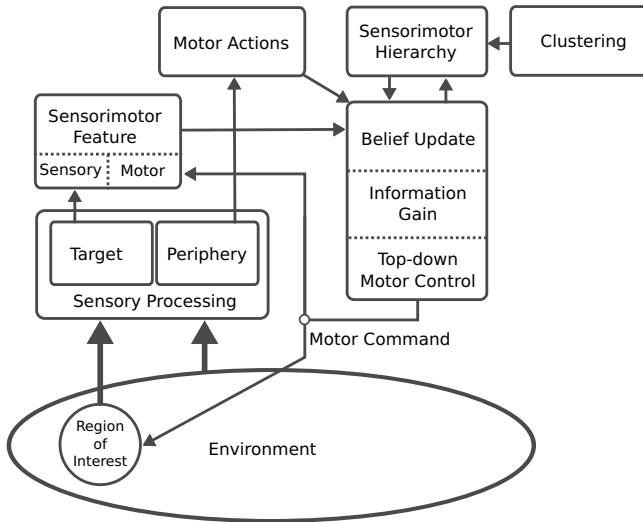 Motor Actions
Sensorimotor
Hierarchy
Clustering
Sensorimotor
Feature
Sensory
Motor
Belief Update
Information
Gain
Top-down
Motor Control
Target
Periphery
Sensory Processing
Motor Command
Region
of
Interest
Environment